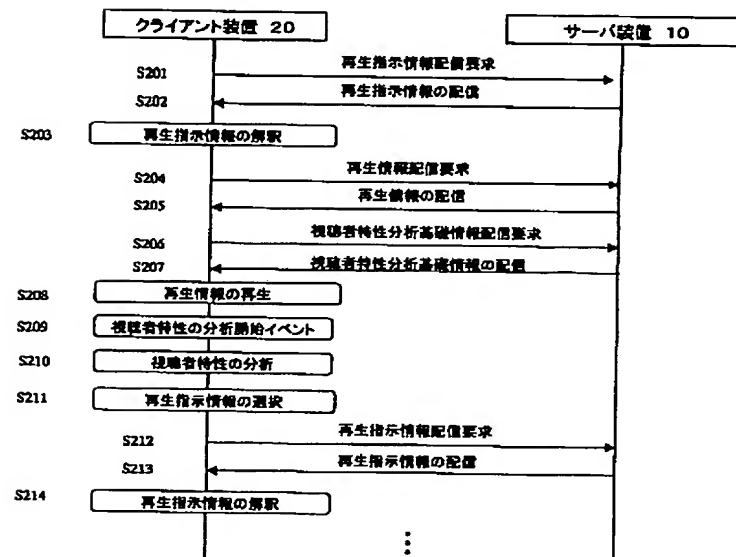 クライアント装置 20
サーバ装置 10
S201
再生指示情報配信要求
S202
再生指示情報の配信
S203
再生指示情報の解釈
S204
再生情報配信要求
S205
再生情報の配信
S206
視聴者特性分析基礎情報配信要求
S207
視聴者特性分析基礎情報の配信
S208
再生情報の再生
S209
視聴者特性の分析開始イベント
S210
視聴者特性の分析
S211
再生指示情報の選択
S212
再生指示情報配信要求
S213
再生指示情報の配信
S214
再生指示情報の解釈